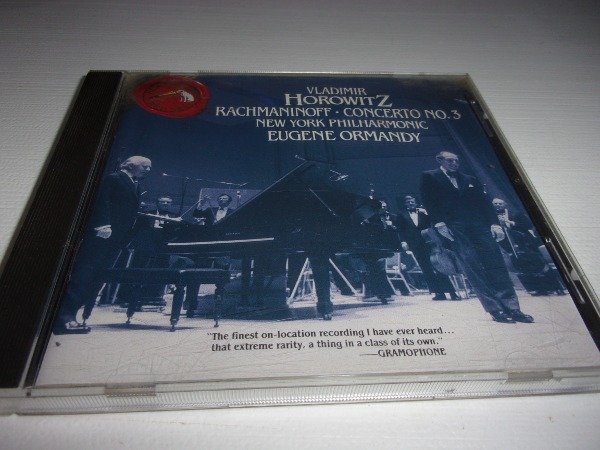 VLADIMIR
HOROWITZ
RACHMANINOFF · CONCERTO NO. 3
NEW YORK PHILHARMONIC
EUGENE ORMANDY
"The finest on-location recording I have ever heard...
that extreme rarity, a thing in a class of its own."
—GRAMOPHONE